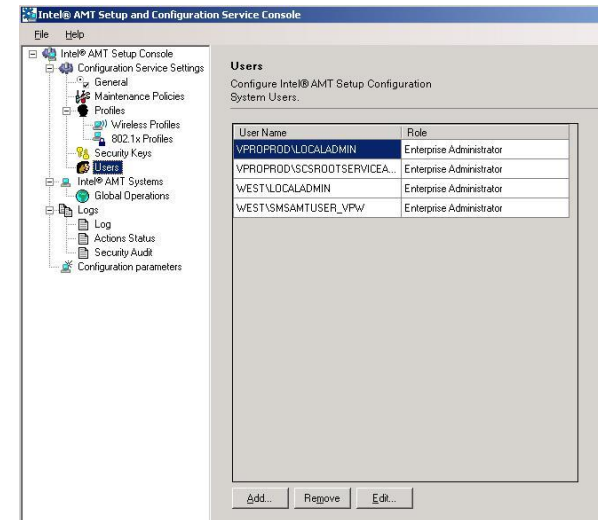 Intel® AMT Setup and Configuration Service Console
File Help
Intel® AMT Setup Console
Configuration Service Settings
General
Maintenance Policies
Profiles
Wireless Profiles
802.1x Profiles
Security Keys
Users
Intel® AMT Systems
Global Operations
Logs
Log
Actions Status
Security Audit
Configuration parameters
Users
Configure Intel® AMT Setup Configuration
System Users.
User Name Role
VPROPROD\LOCALADMIN Enterprise Administrator
VPROPROD\SCSROOTSERVICEA... Enterprise Administrator
WEST\LOCALADMIN Enterprise Administrator
WEST\SMSAMTUSER_VPW Enterprise Administrator
Add... Remove Edit...